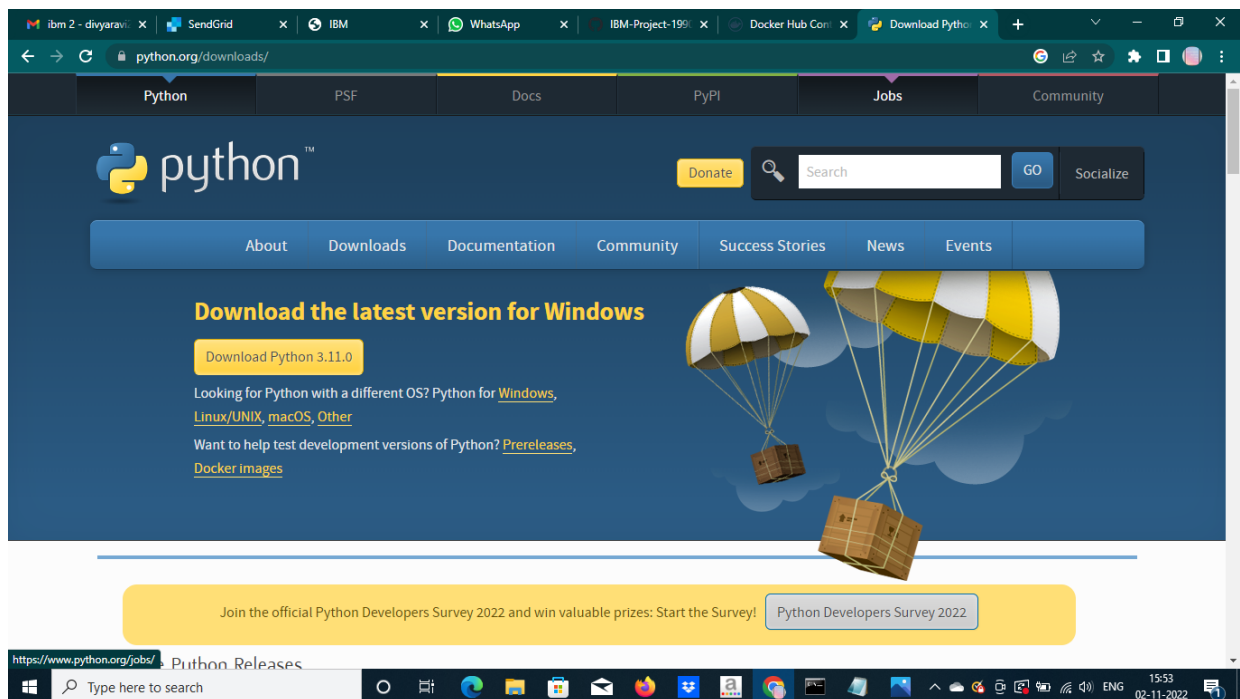 ibm 2 - divyaravi2
SendGrid
IBM
WhatsApp
IBM-Project-1990
Docker Hub Cont
Download Pytho
python.org/downloads/
Python
PSF
Docs
PyPI
Jobs
Community
python™
Donate
Search
GO
Socialize
About
Downloads
Documentation
Community
Success Stories
News
Events
Download the latest version for Windows
Download Python 3.11.0
Looking for Python with a different OS? Python for Windows,
Linux/UNIX, macOS, Other
Want to help test development versions of Python? Prereleases,
Docker images
Join the official Python Developers Survey 2022 and win valuable prizes: Start the Survey!
Python Developers Survey 2022
https://www.python.org/jobs/
Python Releases
Type here to search
a
ENG
15:53
02-11-2022
1